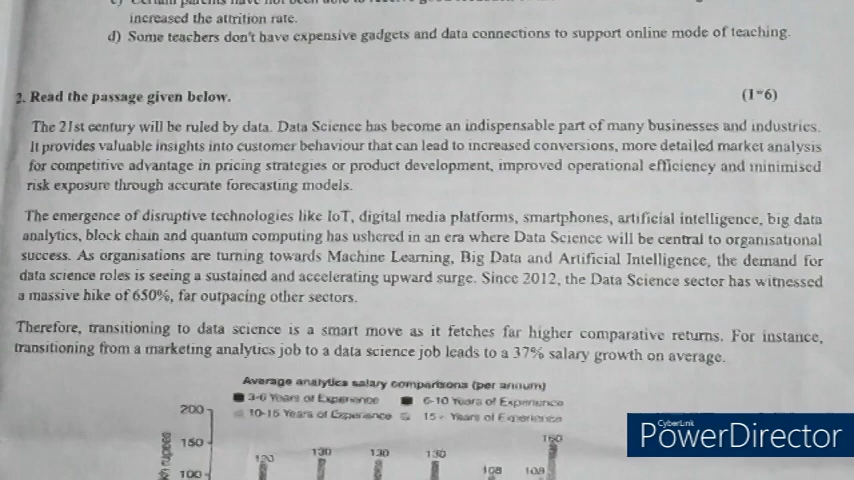 increased the attrition rate.
d) Some teachers don't have expensive gadgets and data connections to support online mode of teaching.
2. Read the passage given below. (1*6)
The 21st century will be ruled by data. Data Science has become an indispensable part of many businesses and industries.
It provides valuable insights into customer behaviour that can lead to increased conversions, more detailed market analysis
for competitive advantage in pricing strategies or product development, improved operational efficiency and minimised
risk exposure through accurate forecasting models.
The emergence of disruptive technologies like IoT, digital media platforms, smartphones, artificial intelligence, big data
analytics, block chain and quantum computing has ushered in an era where Data Science will be central to organisational
success. As organisations are turning towards Machine Learning, Big Data and Artificial Intelligence, the demand for
data science roles is seeing a sustained and accelerating upward surge. Since 2012, the Data Science sector has witnessed
a massive hike of 650%, far outpacing other sectors.
Therefore, transitioning to data science is a smart move as it fetches far higher comparative returns. For instance,
transitioning from a marketing analytics job to a data science job leads to a 37% salary growth on average.
Average analytics salary comparisons (per annum)
3-6 Years of Experience 6-10 Years of Experience
10-15 Years of Experience 15+ Years of Experience
200
150
100
rupees
120 130 130 130 108 108 160
CyberLink
PowerDirector